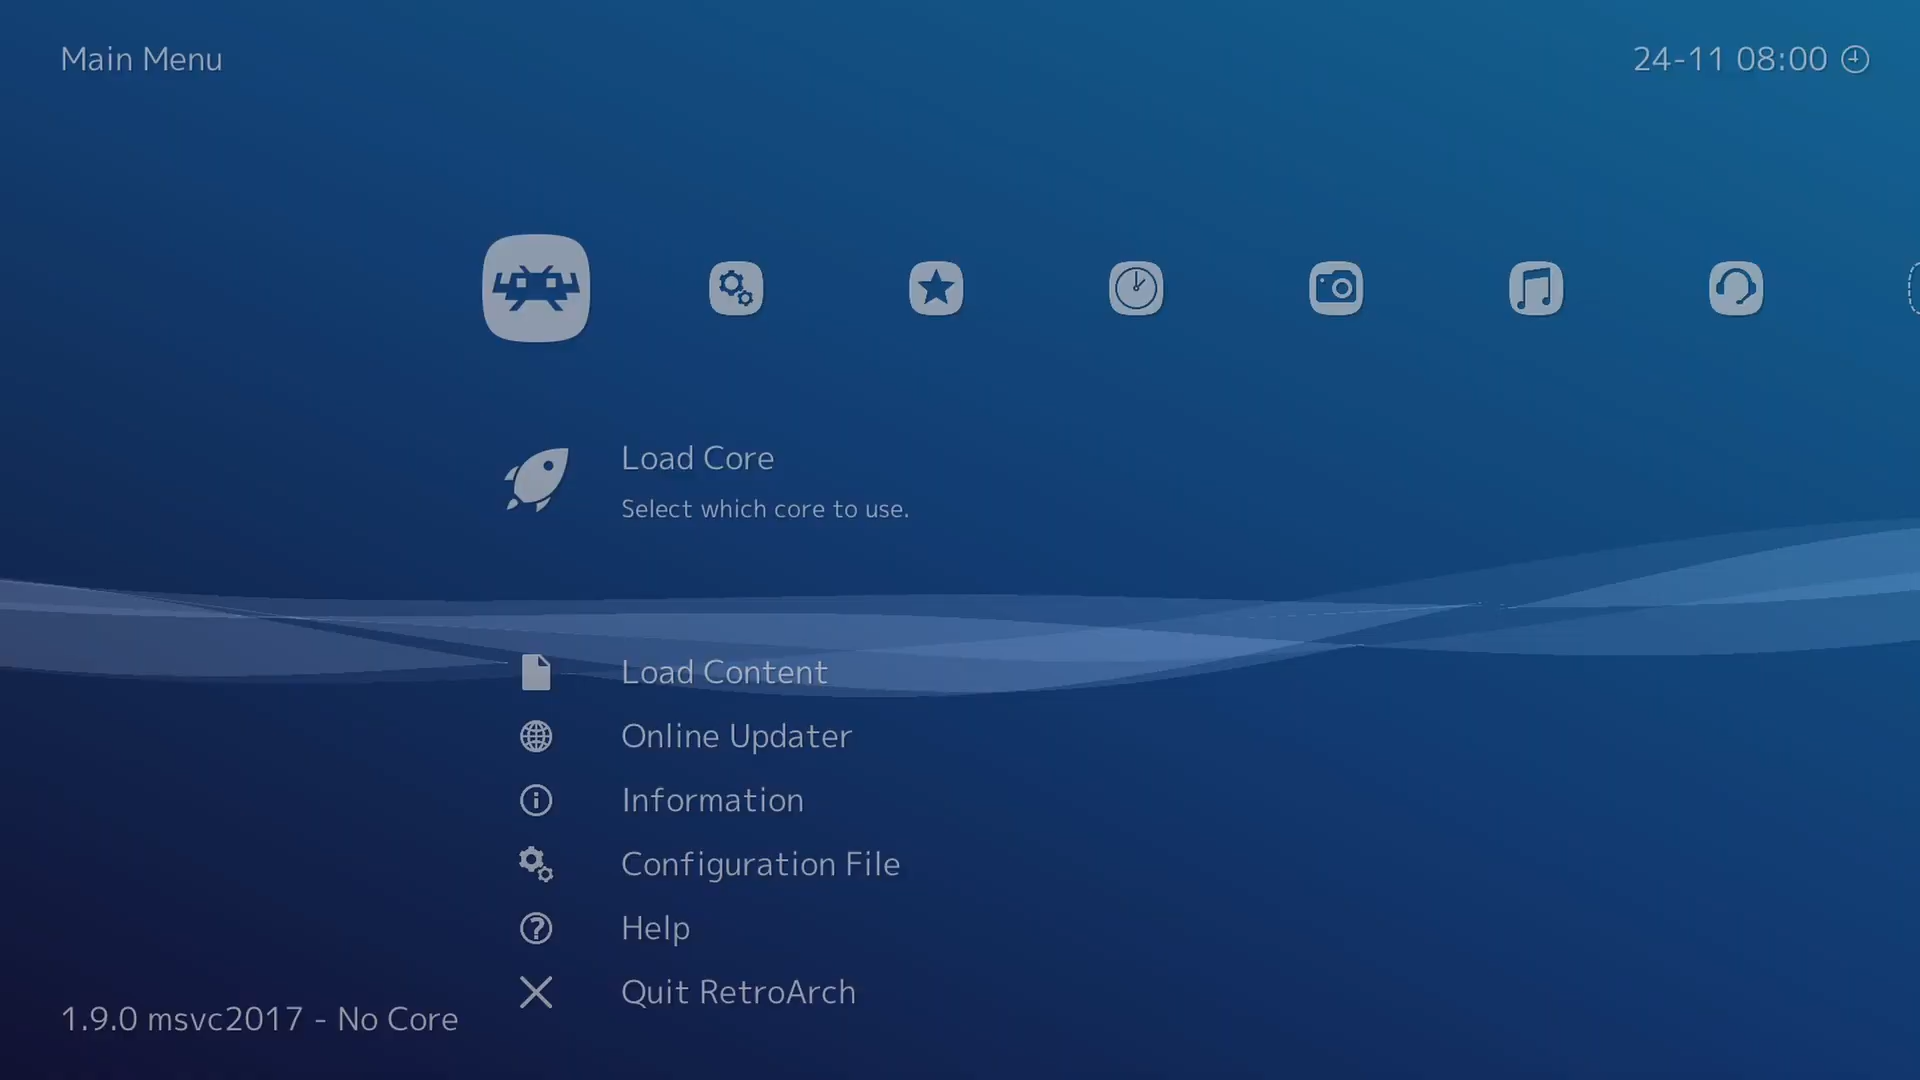 Main Menu
24-11 08:00
Load Core
Select which core to use.
Load Content
Online Updater
Information
Configuration File
Help
Quit RetroArch
1.9.0 msvc2017 - No Core